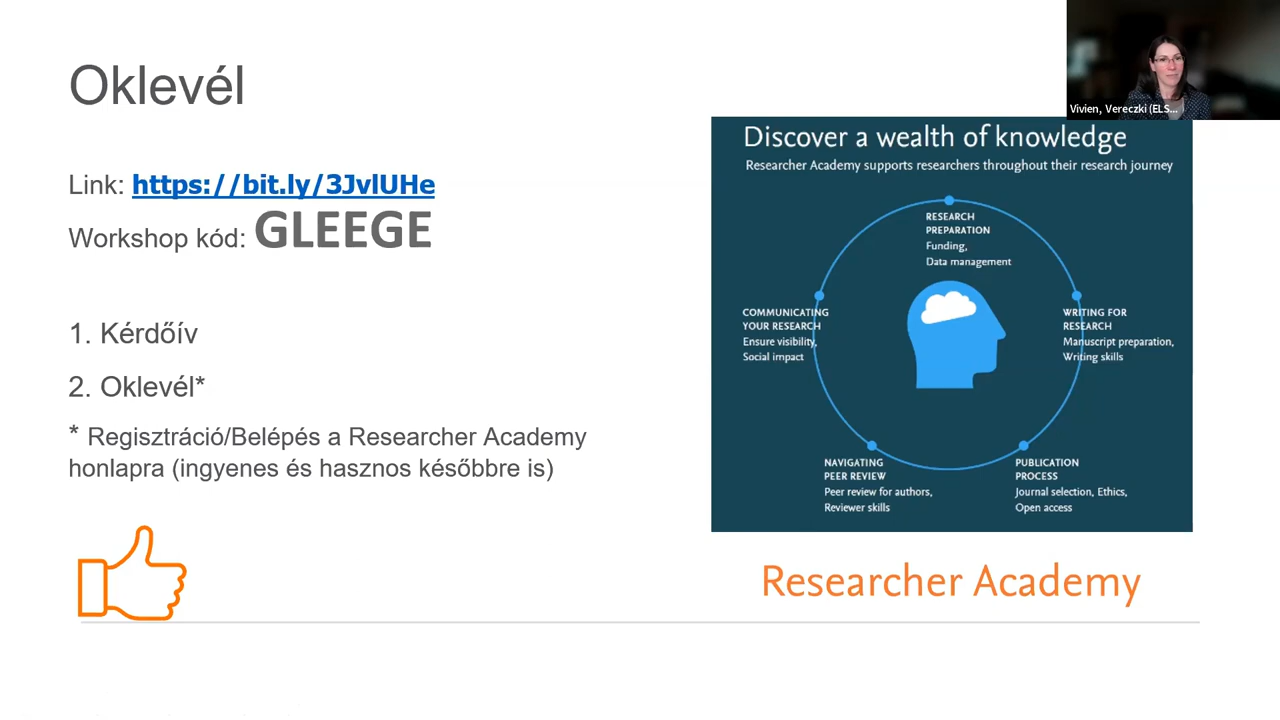 Oklevél
Link: https://bit.ly/3JvlUHe
Workshop kód: GLEEGE
1. Kérdőív
2. Oklevél*
* Regisztráció/Belépés a Researcher Academy
honlapra (ingyenes és hasznos későbbre is)
Vivien, Vereczki (ELS...
Discover a wealth of knowledge
Researcher Academy supports researchers throughout their research journey
RESEARCH
PREPARATION
Funding,
Data management
COMMUNICATING
YOUR RESEARCH
Ensure visibility,
Social impact
WRITING FOR
RESEARCH
Manuscript preparation,
Writing skills
NAVIGATING
PEER REVIEW
Peer review for authors,
Reviewer skills
PUBLICATION
PROCESS
Journal selection, Ethics,
Open access
Researcher Academy